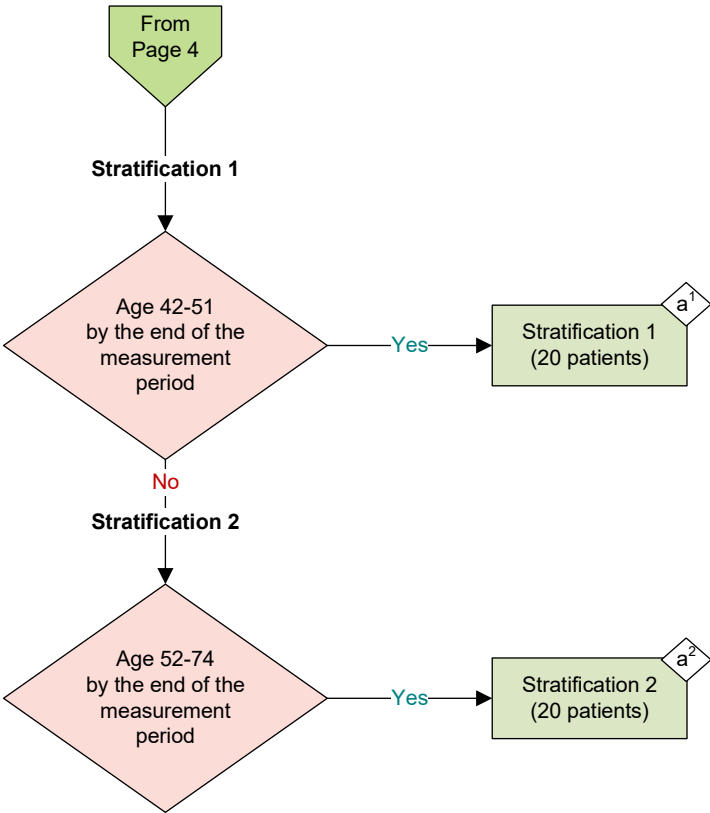 From
Page 4
Stratification 1
Age 42-51
by the end of the
measurement
period
Yes
a¹
Stratification 1
(20 patients)
No
Stratification 2
Age 52-74
by the end of the
measurement
period
Yes
a²
Stratification 2
(20 patients)